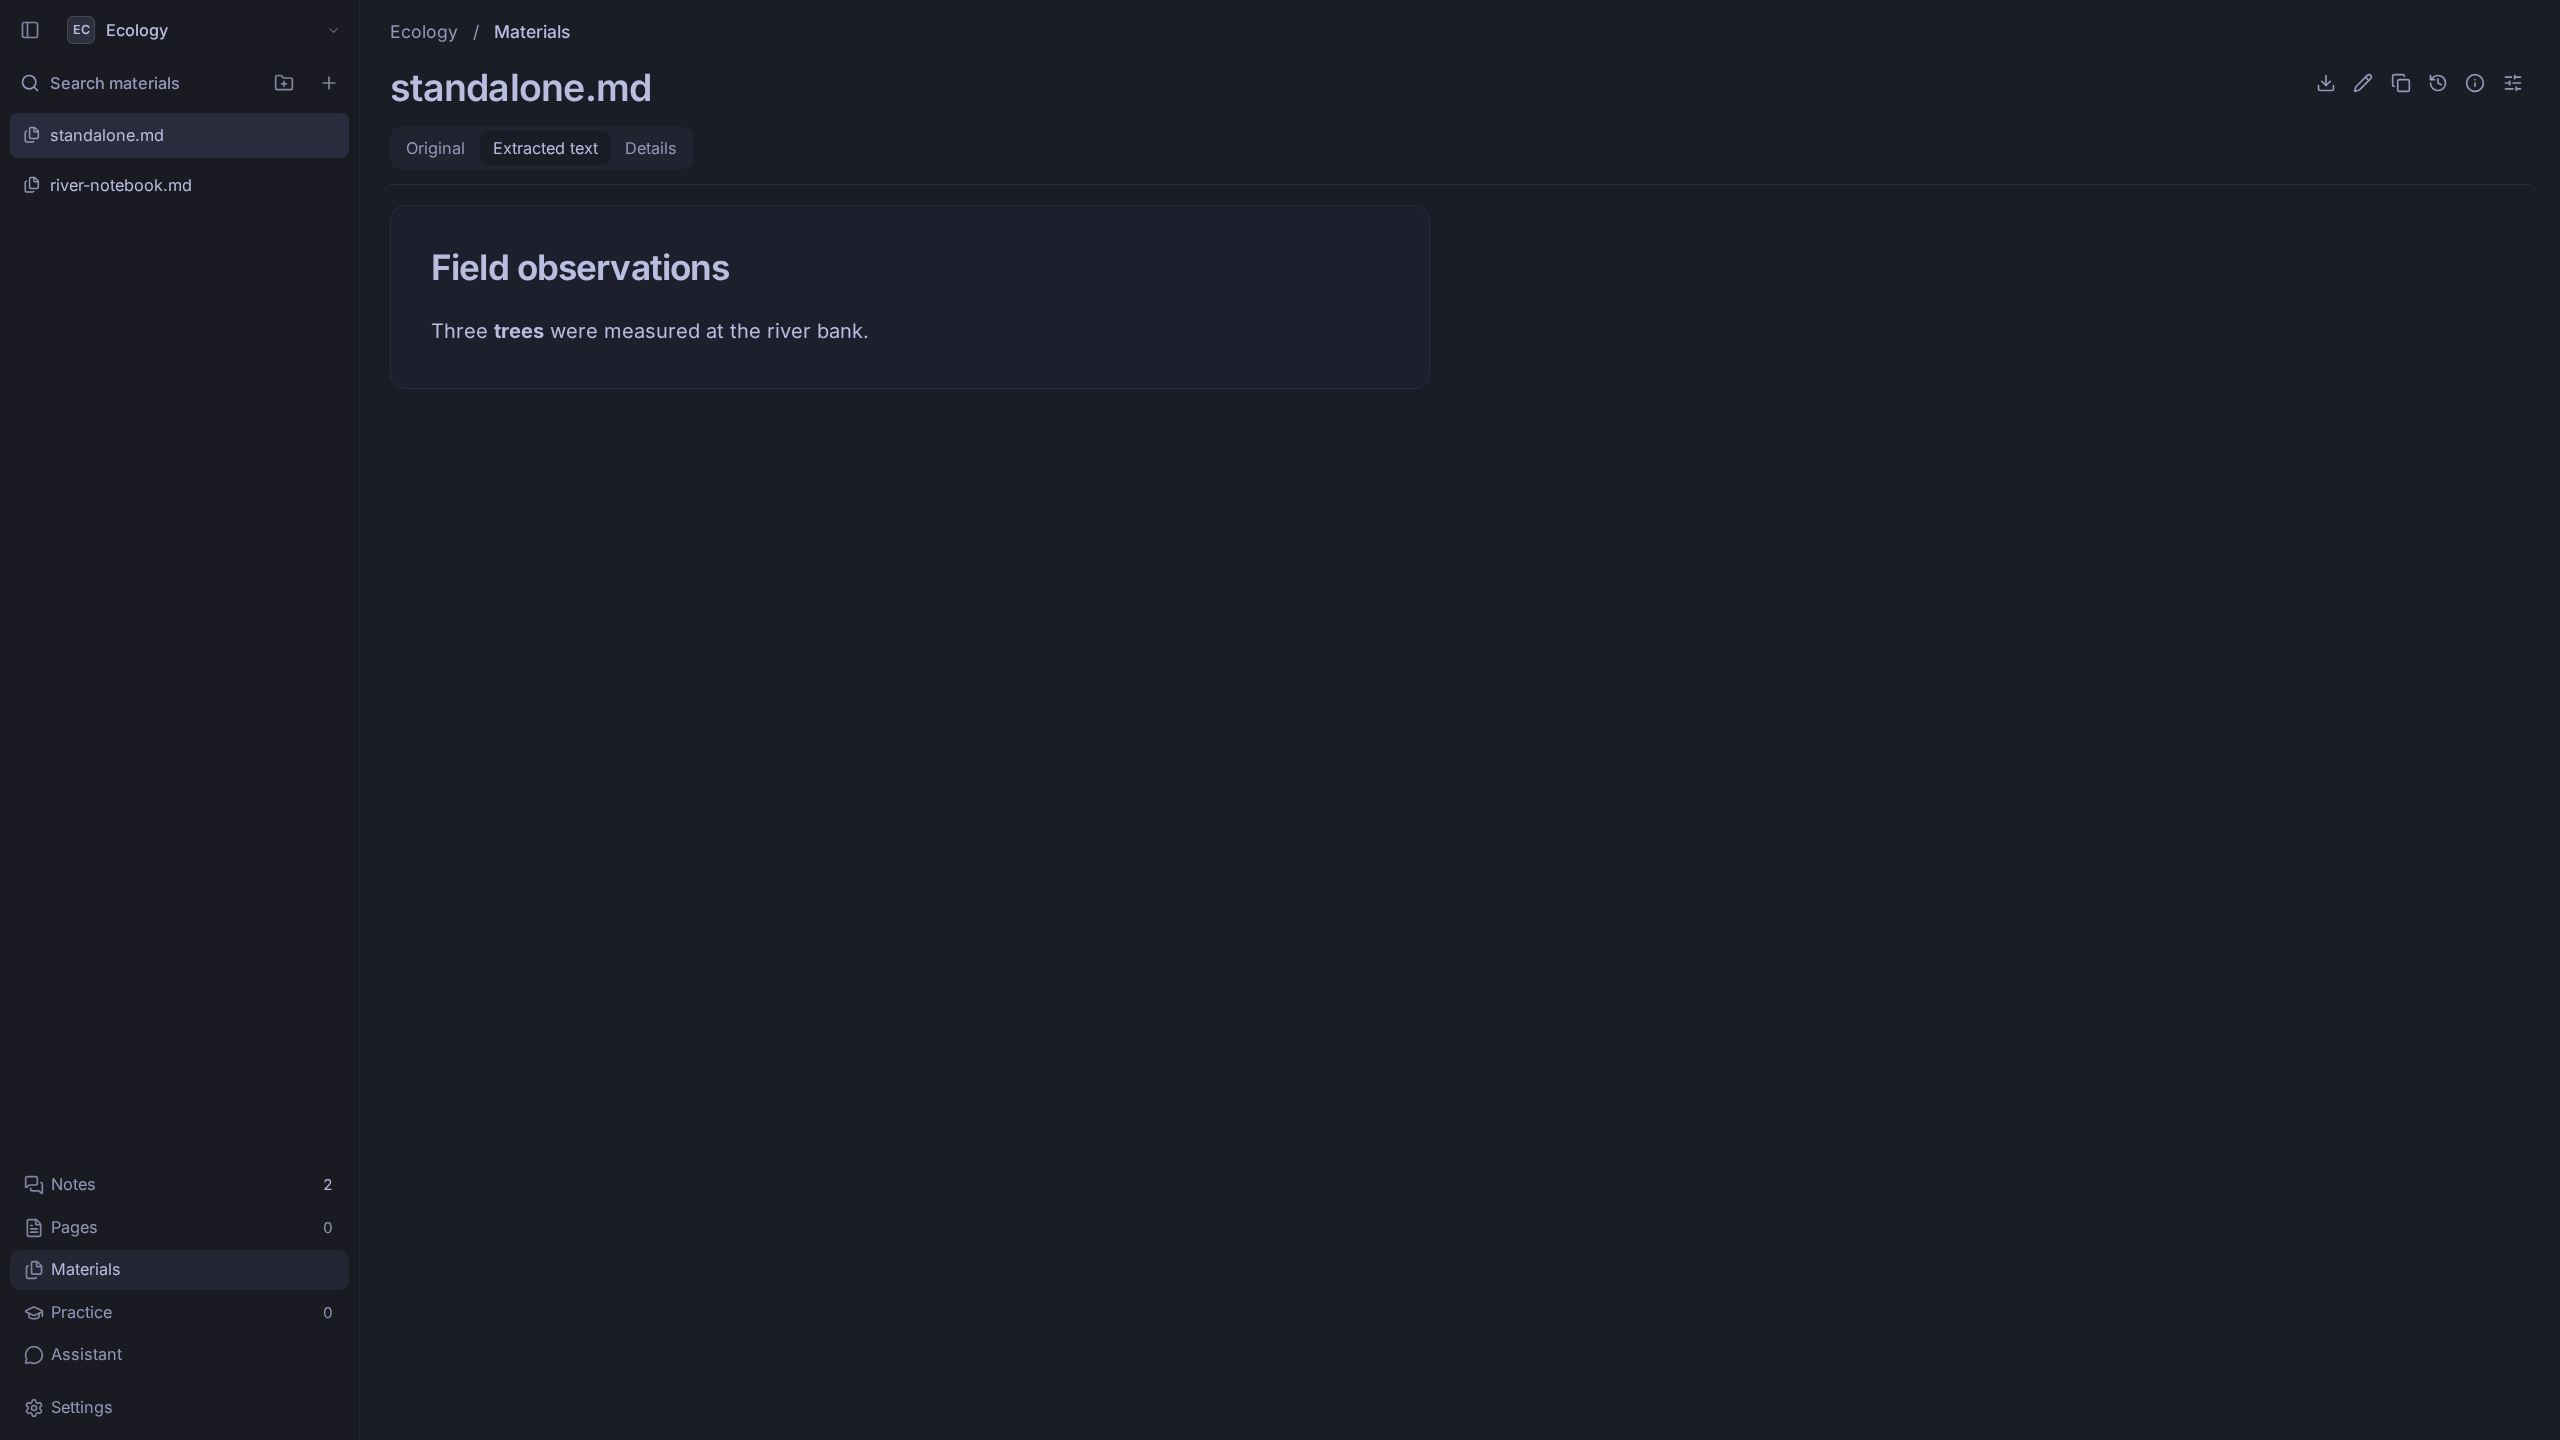 EC Ecology
Search materials
standalone.md
river-notebook.md
Notes 2
Pages 0
Materials
Practice 0
Assistant
Settings
Ecology / Materials
standalone.md
Original Extracted text Details
Field observations
Three trees were measured at the river bank.